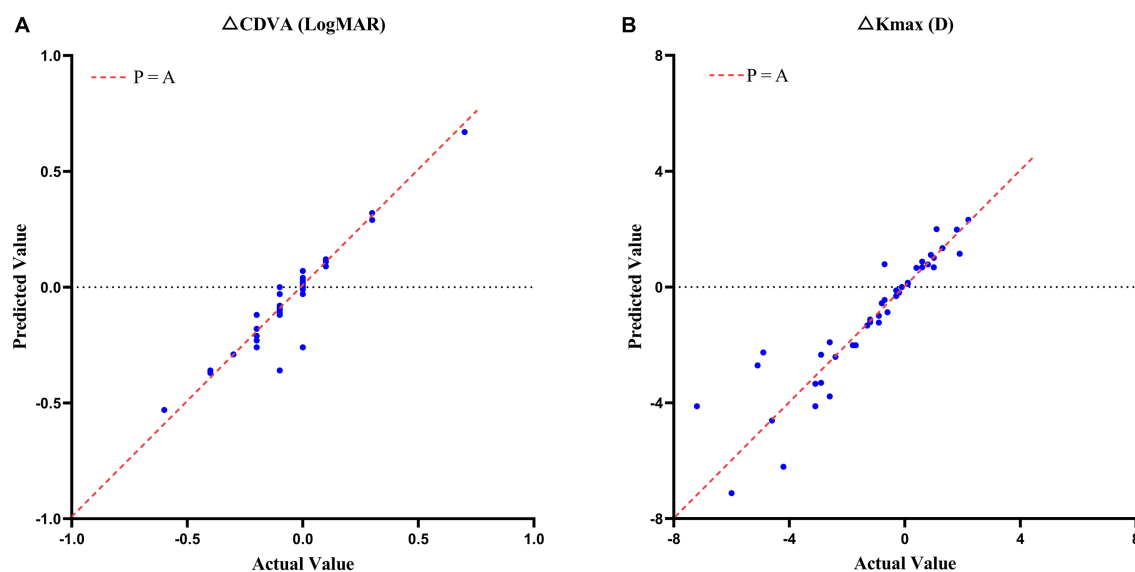 A
△CDVA (LogMAR)
1.0
P = A
0.5
0.0
-0.5
-1.0
Predicted Value
-1.0 -0.5 0.0 0.5 1.0
Actual Value
B
△Kmax (D)
8
P = A
4
0
-4
-8
Predicted Value
-8 -4 0 4 8
Actual Value